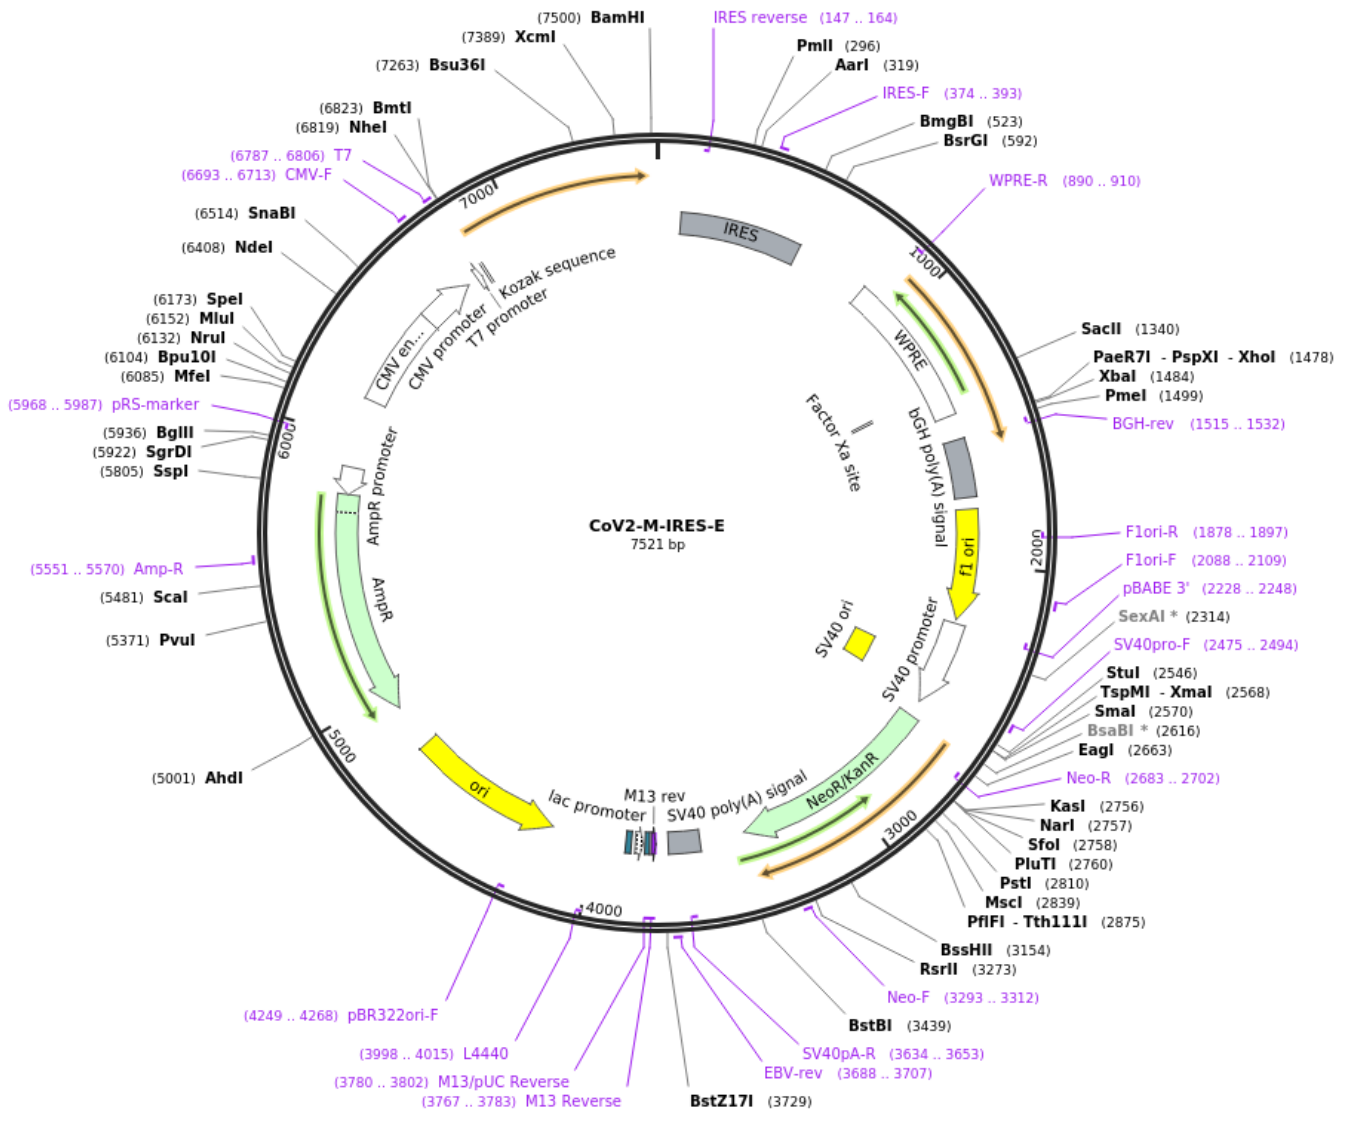 (7500) BamHI
(7389) XcmI
(7263) Bsu36I
(6823) BmtI
(6819) NheI
(6787 .. 6806) T7
(6693 .. 6713) CMV-F
(6514) SnaBI
(6408) NdeI
(6173) SpeI
(6152) MluI
(6132) NruI
(6104) Bpu10I
(6085) MfeI
(5968 .. 5987) pRS-marker
(5936) BglII
(5922) SgrDI
(5805) SspI
(5551 .. 5570) Amp-R
(5481) ScaI
(5371) PvuI
(5001) AhdI
(4249 .. 4268) pBR322ori-F
(3998 .. 4015) L4440
(3780 .. 3802) M13/pUC Reverse
(3767 .. 3783) M13 Reverse
IRES reverse (147 .. 164)
PmlI (296)
AarI (319)
IRES-F (374 .. 393)
BmgBI (523)
BsrGI (592)
WPRE-R (890 .. 910)
SacII (1340)
PaeR7I - PspXI - XhoI (1478)
XbaI (1484)
PmeI (1499)
BGH-rev (1515 .. 1532)
F1ori-R (1878 .. 1897)
F1ori-F (2088 .. 2109)
pBABE 3' (2228 .. 2248)
SexAI * (2314)
SV40pro-F (2475 .. 2494)
StuI (2546)
TspMI - XmaI (2568)
SmaI (2570)
BsaBI * (2616)
EagI (2663)
Neo-R (2683 .. 2702)
KasI (2756)
NarI (2757)
SfoI (2758)
PluTI (2760)
PstI (2810)
MscI (2839)
PflFI - Tth111I (2875)
BssHII (3154)
RsrII (3273)
Neo-F (3293 .. 3312)
BstBI (3439)
SV40pA-R (3634 .. 3653)
EBV-rev (3688 .. 3707)
BstZ17I (3729)
1000
2000
3000
4000
5000
6000
7000
IRES
WPRE
Factor Xa site
bGH poly(A) signal
f1 ori
SV40 ori
SV40 promoter
NeoR/KanR
SV40 poly(A) signal
M13 rev
lac promoter
ori
AmpR
AmpR promoter
CMV en...
CMV promoter
T7 promoter
Kozak sequence
CoV2-M-IRES-E
7521 bp